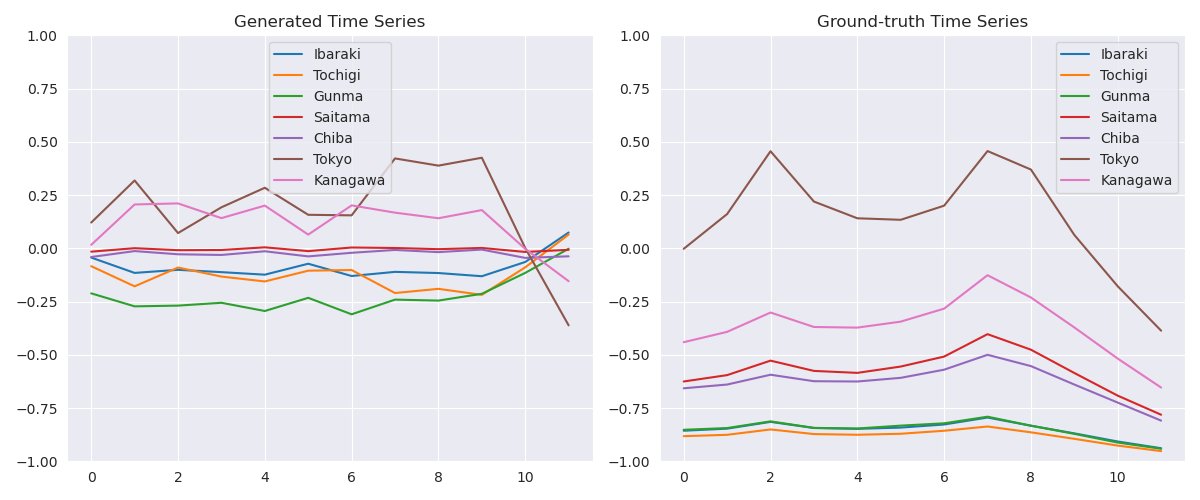 Generated Time Series
1.00
0.75
0.50
0.25
0.00
−0.25
−0.50
−0.75
−1.00
0 2 4 6 8 10
Ibaraki
Tochigi
Gunma
Saitama
Chiba
Tokyo
Kanagawa
Ground-truth Time Series
1.00
0.75
0.50
0.25
0.00
−0.25
−0.50
−0.75
−1.00
0 2 4 6 8 10
Ibaraki
Tochigi
Gunma
Saitama
Chiba
Tokyo
Kanagawa